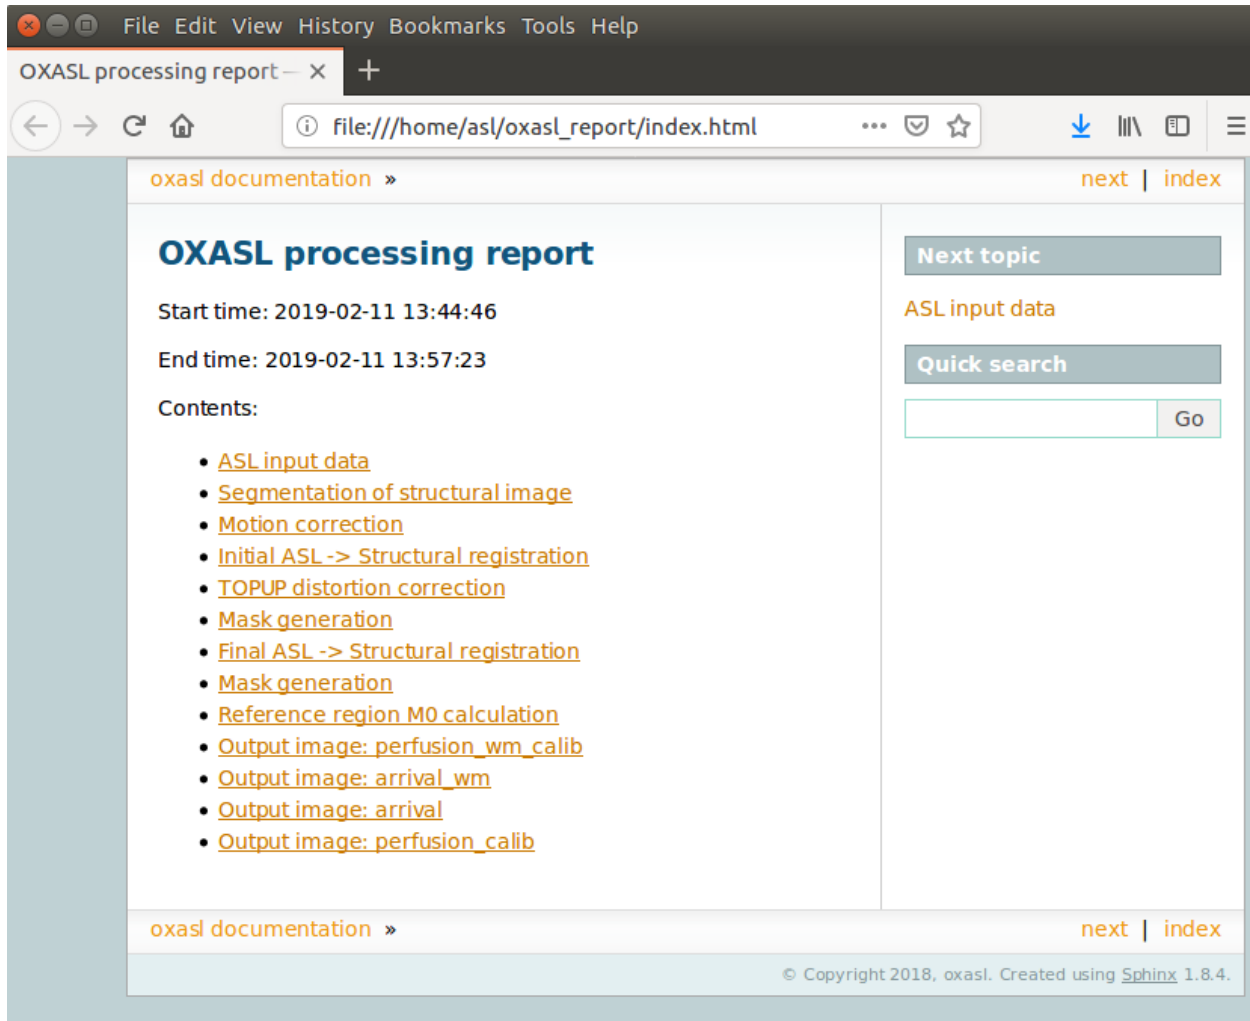 File Edit View History Bookmarks Tools Help
OXASL processing report —
file:///home/asl/oxasl_report/index.html
oxasl documentation » next | index
OXASL processing report
Start time: 2019-02-11 13:44:46
End time: 2019-02-11 13:57:23
Contents:
• ASL input data
• Segmentation of structural image
• Motion correction
• Initial ASL -> Structural registration
• TOPUP distortion correction
• Mask generation
• Final ASL -> Structural registration
• Mask generation
• Reference region M0 calculation
• Output image: perfusion_wm_calib
• Output image: arrival_wm
• Output image: arrival
• Output image: perfusion_calib
Next topic
ASL input data
Quick search
Go
oxasl documentation » next | index
© Copyright 2018, oxasl. Created using Sphinx 1.8.4.